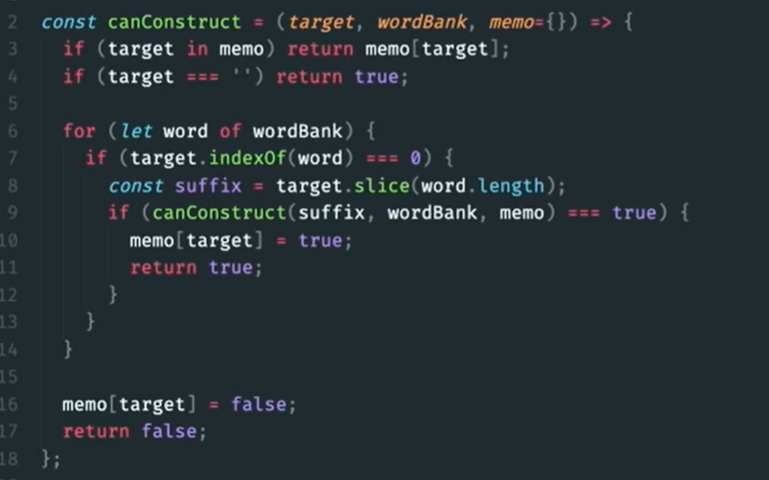 2 const canConstruct = (target, wordBank, memo={}) => {
3 if (target in memo) return memo[target];
4 if (target === '') return true;
5
6 for (let word of wordBank) {
7 if (target.indexOf(word) === 0) {
8 const suffix = target.slice(word.length);
9 if (canConstruct(suffix, wordBank, memo) === true) {
10 memo[target] = true;
11 return true;
12 }
13 }
14 }
15
16 memo[target] = false;
17 return false;
18 };